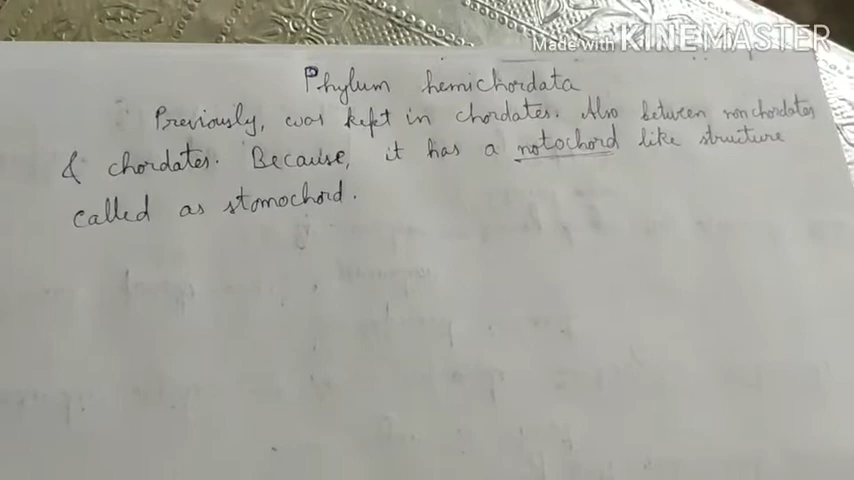 Made with KINEMASTER
Phylum hemichordata
Previously, was kept in chordates. Also between nonchordates
& chordates. Because, it has a notochord like structure
called as stomochord.